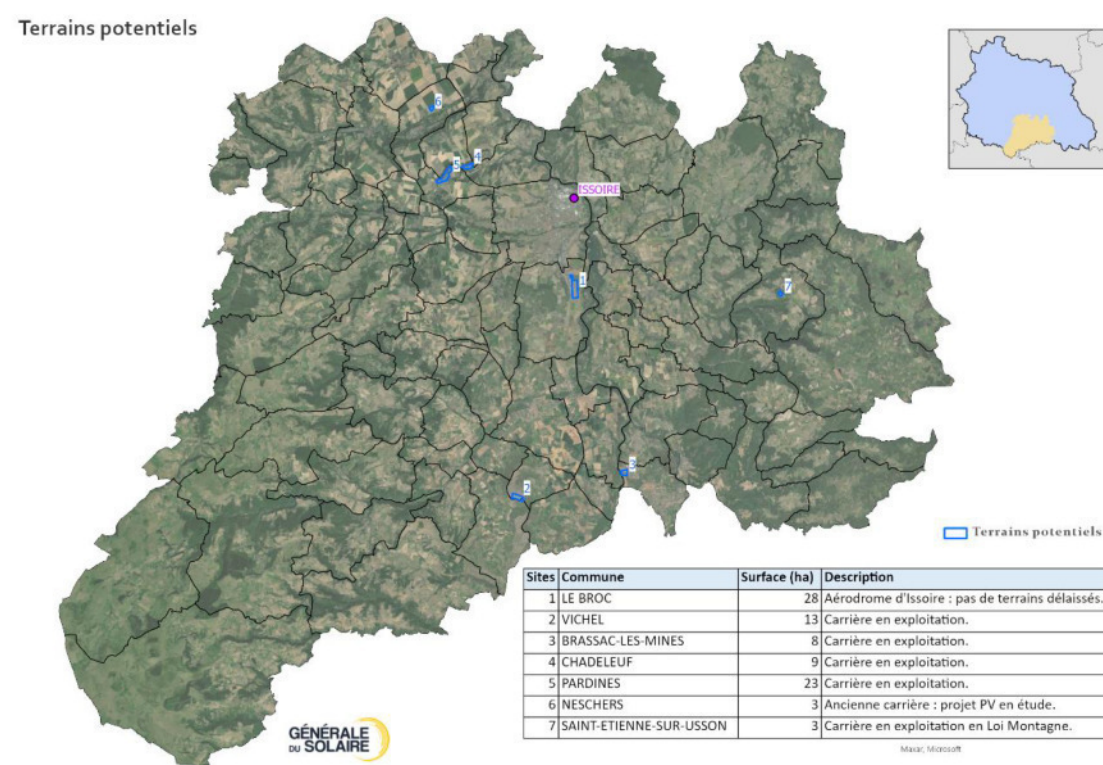 Terrains potentiels
6
5 4
ISSOIRE
1
7
3
2
Terrains potentiels
Sites Commune Surface (ha) Description
1 LE BROC 28 Aérodrome d'Issoire : pas de terrains délaissés.
2 VICHEL 13 Carrière en exploitation.
3 BRASSAC-LES-MINES 8 Carrière en exploitation.
4 CHADELEUF 9 Carrière en exploitation.
5 PARDINES 23 Carrière en exploitation.
6 NESCHERS 3 Ancienne carrière : projet PV en étude.
7 SAINT-ETIENNE-SUR-USSON 3 Carrière en exploitation en Loi Montagne.
GÉNÉRALE
DU SOLAIRE
Maxar, Microsoft